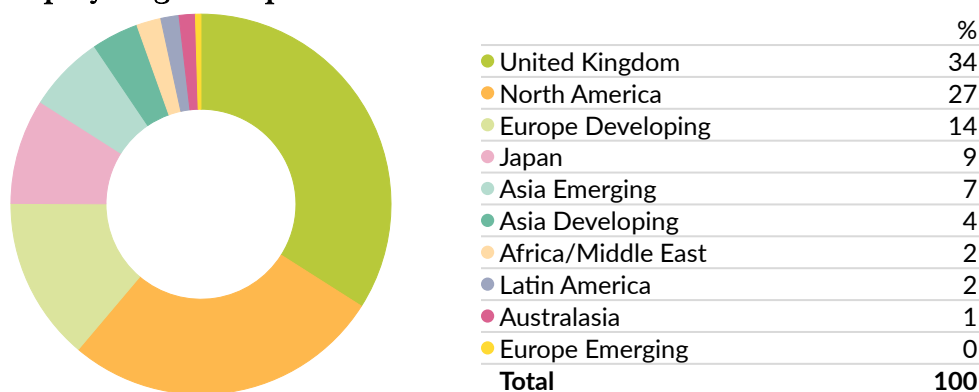 %
United Kingdom 34
North America 27
Europe Developing 14
Japan 9
Asia Emerging 7
Asia Developing 4
Africa/Middle East 2
Latin America 2
Australasia 1
Europe Emerging 0
Total 100